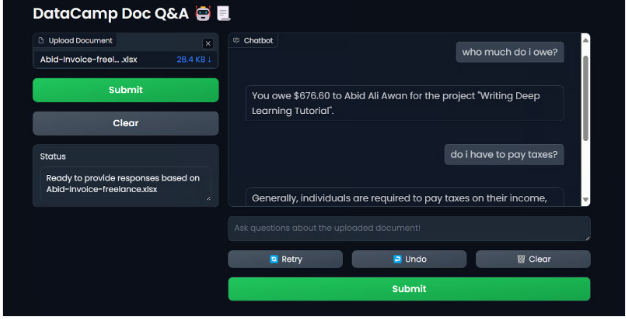 DataCamp Doc Q&A 🤖 📃
Upload Document
Abid-Invoice-freel... .xlsx 28.4 KB ↓
Submit
Clear
Status
Ready to provide responses based on
Abid-Invoice-freelance.xlsx
Chatbot
who much do i owe?
You owe $676.60 to Abid Ali Awan for the project "Writing Deep
Learning Tutorial".
do i have to pay taxes?
Generally, individuals are required to pay taxes on their income,
Ask questions about the uploaded document!
Retry
Undo
Clear
Submit